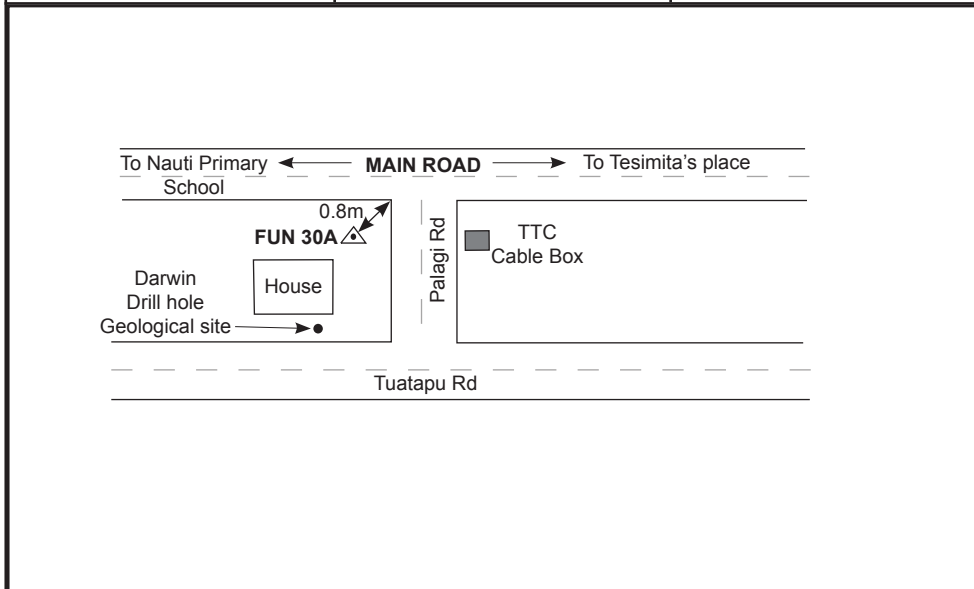 To Nauti Primary
School
MAIN ROAD
To Tesimita's place
0.8m
FUN 30A
Palagi Rd
TTC
Cable Box
House
Darwin
Drill hole
Geological site
Tuatapu Rd